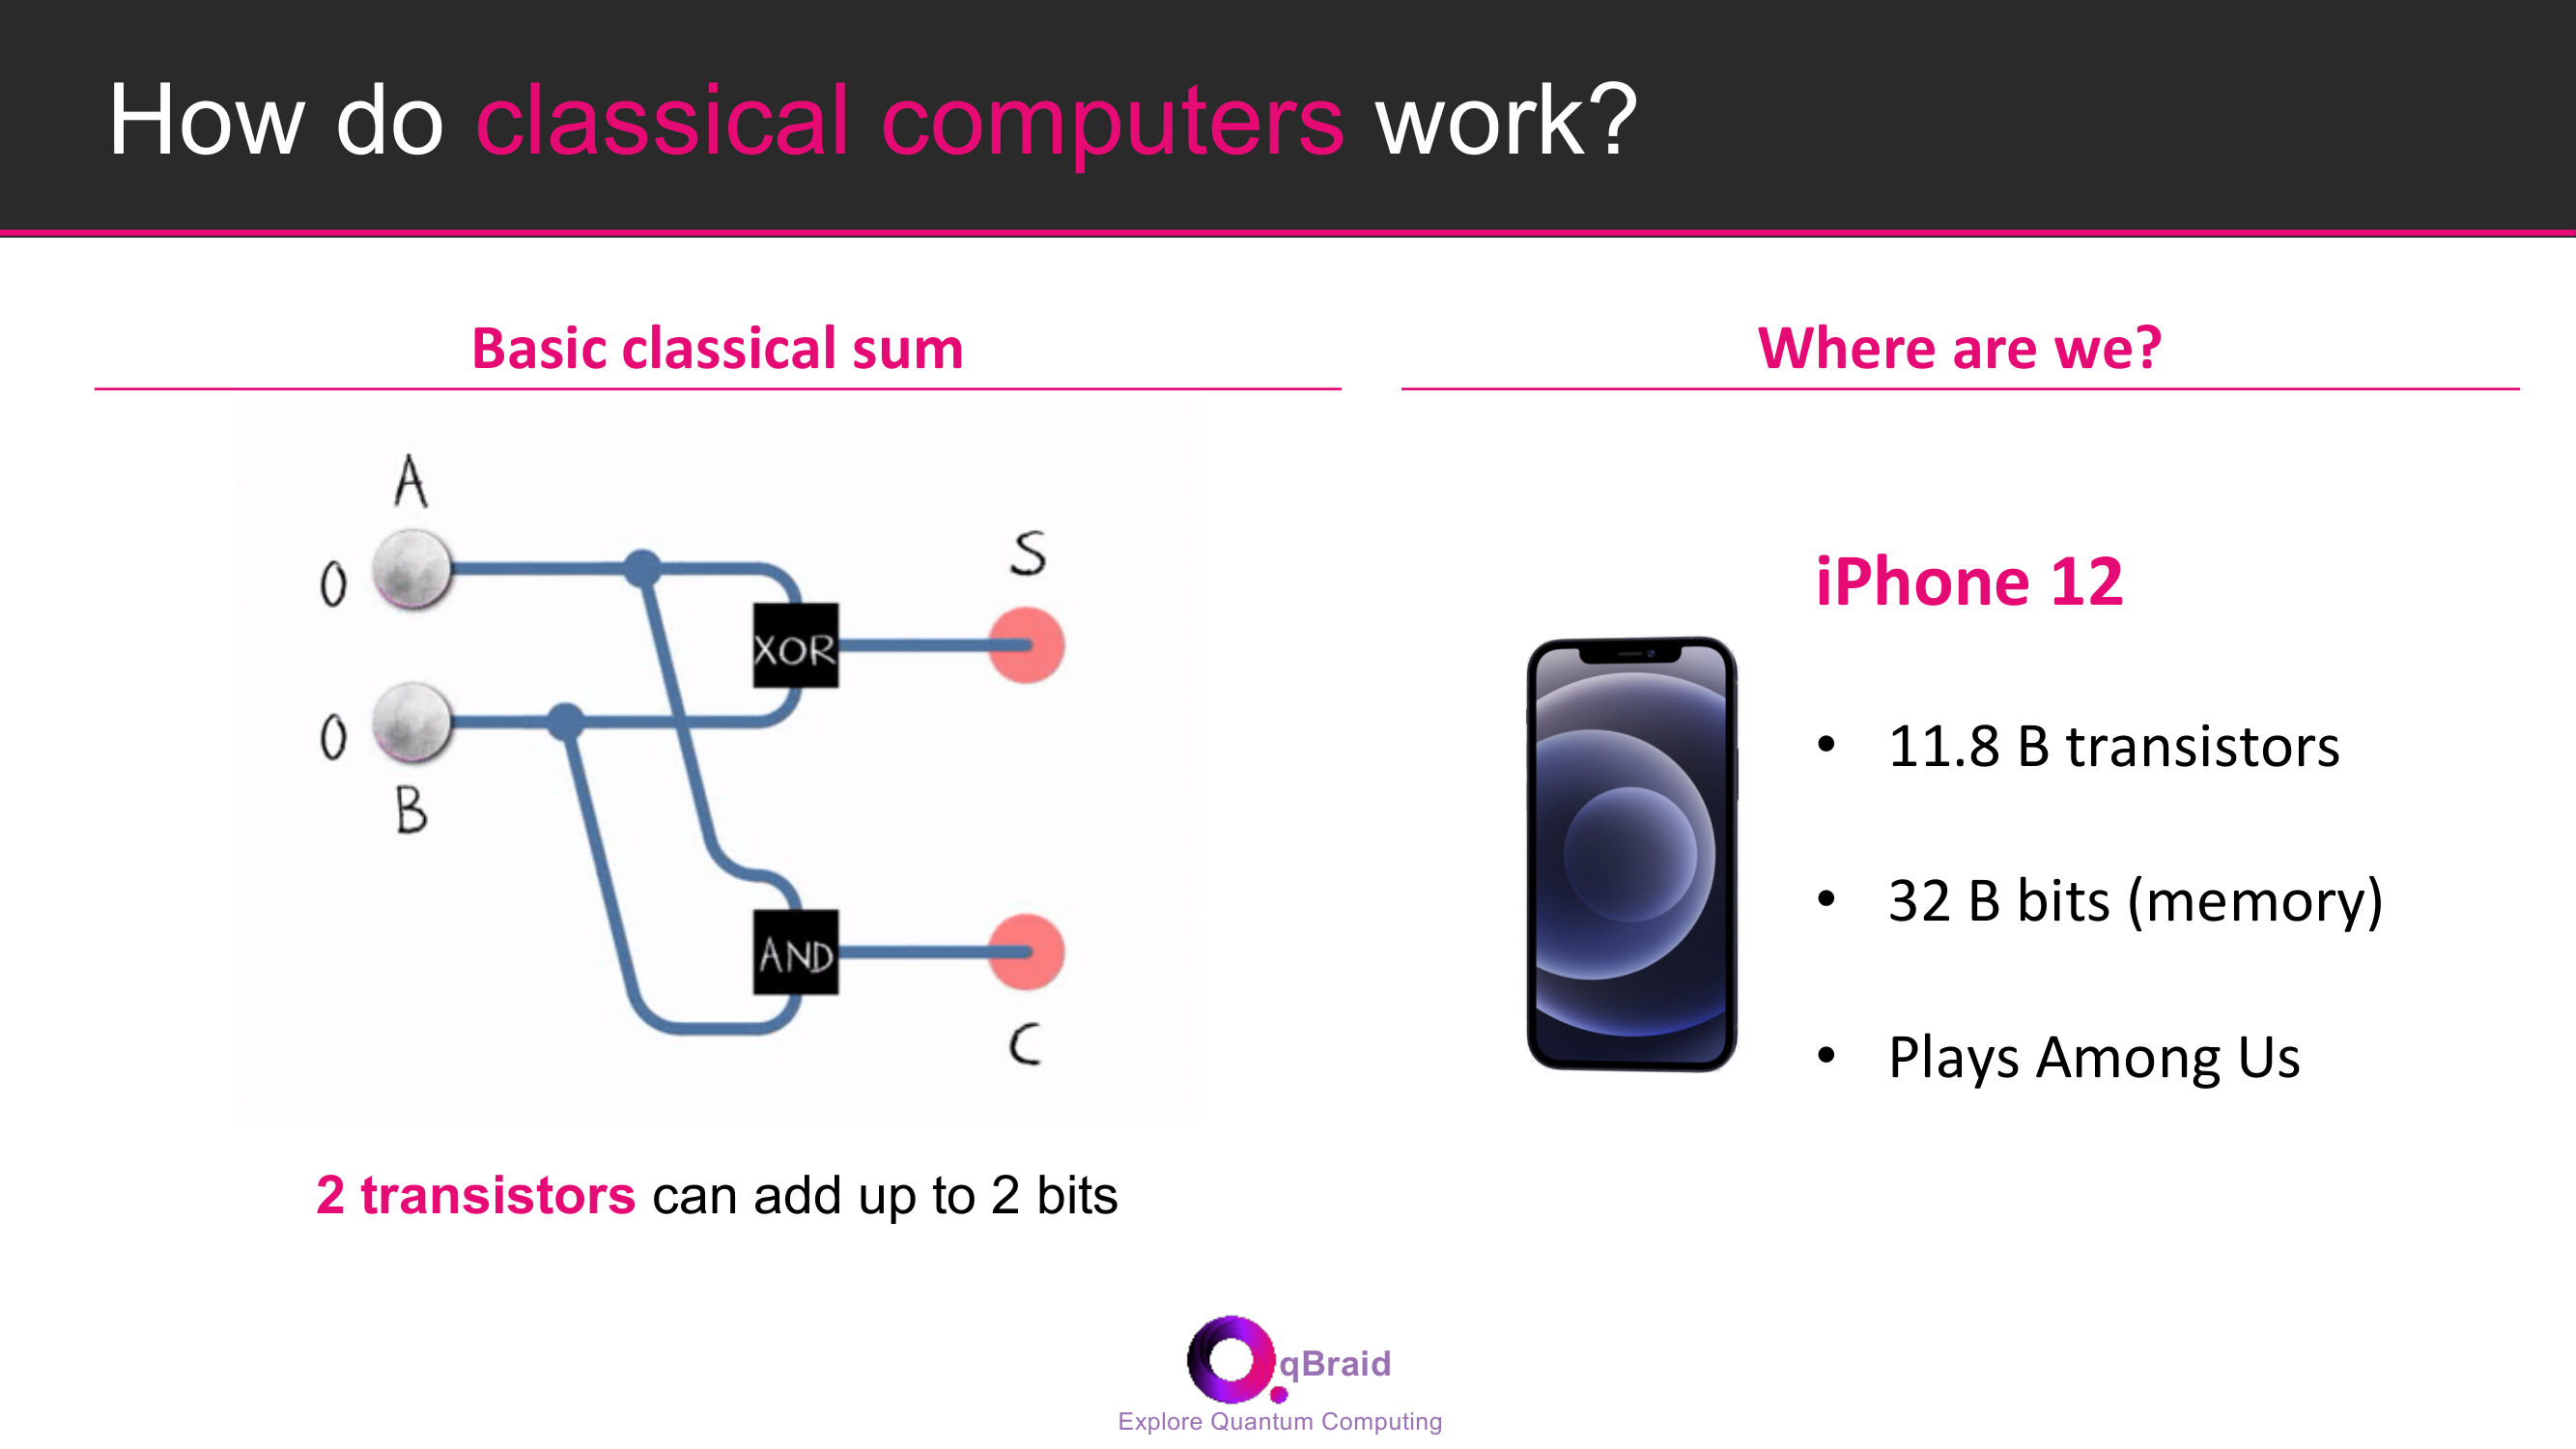 How do classical computers work?
Basic classical sum
A
0
0
B
XOR
S
AND
C
2 transistors can add up to 2 bits
Where are we?
iPhone 12
• 11.8 B transistors
• 32 B bits (memory)
• Plays Among Us
qBraid
Explore Quantum Computing